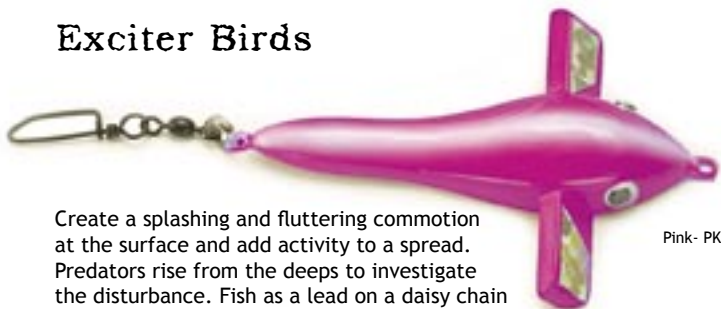 Exciter Birds
Create a splashing and fluttering commotion
at the surface and add activity to a spread.
Predators rise from the deeps to investigate
the disturbance. Fish as a lead on a daisy chain
Pink- PK